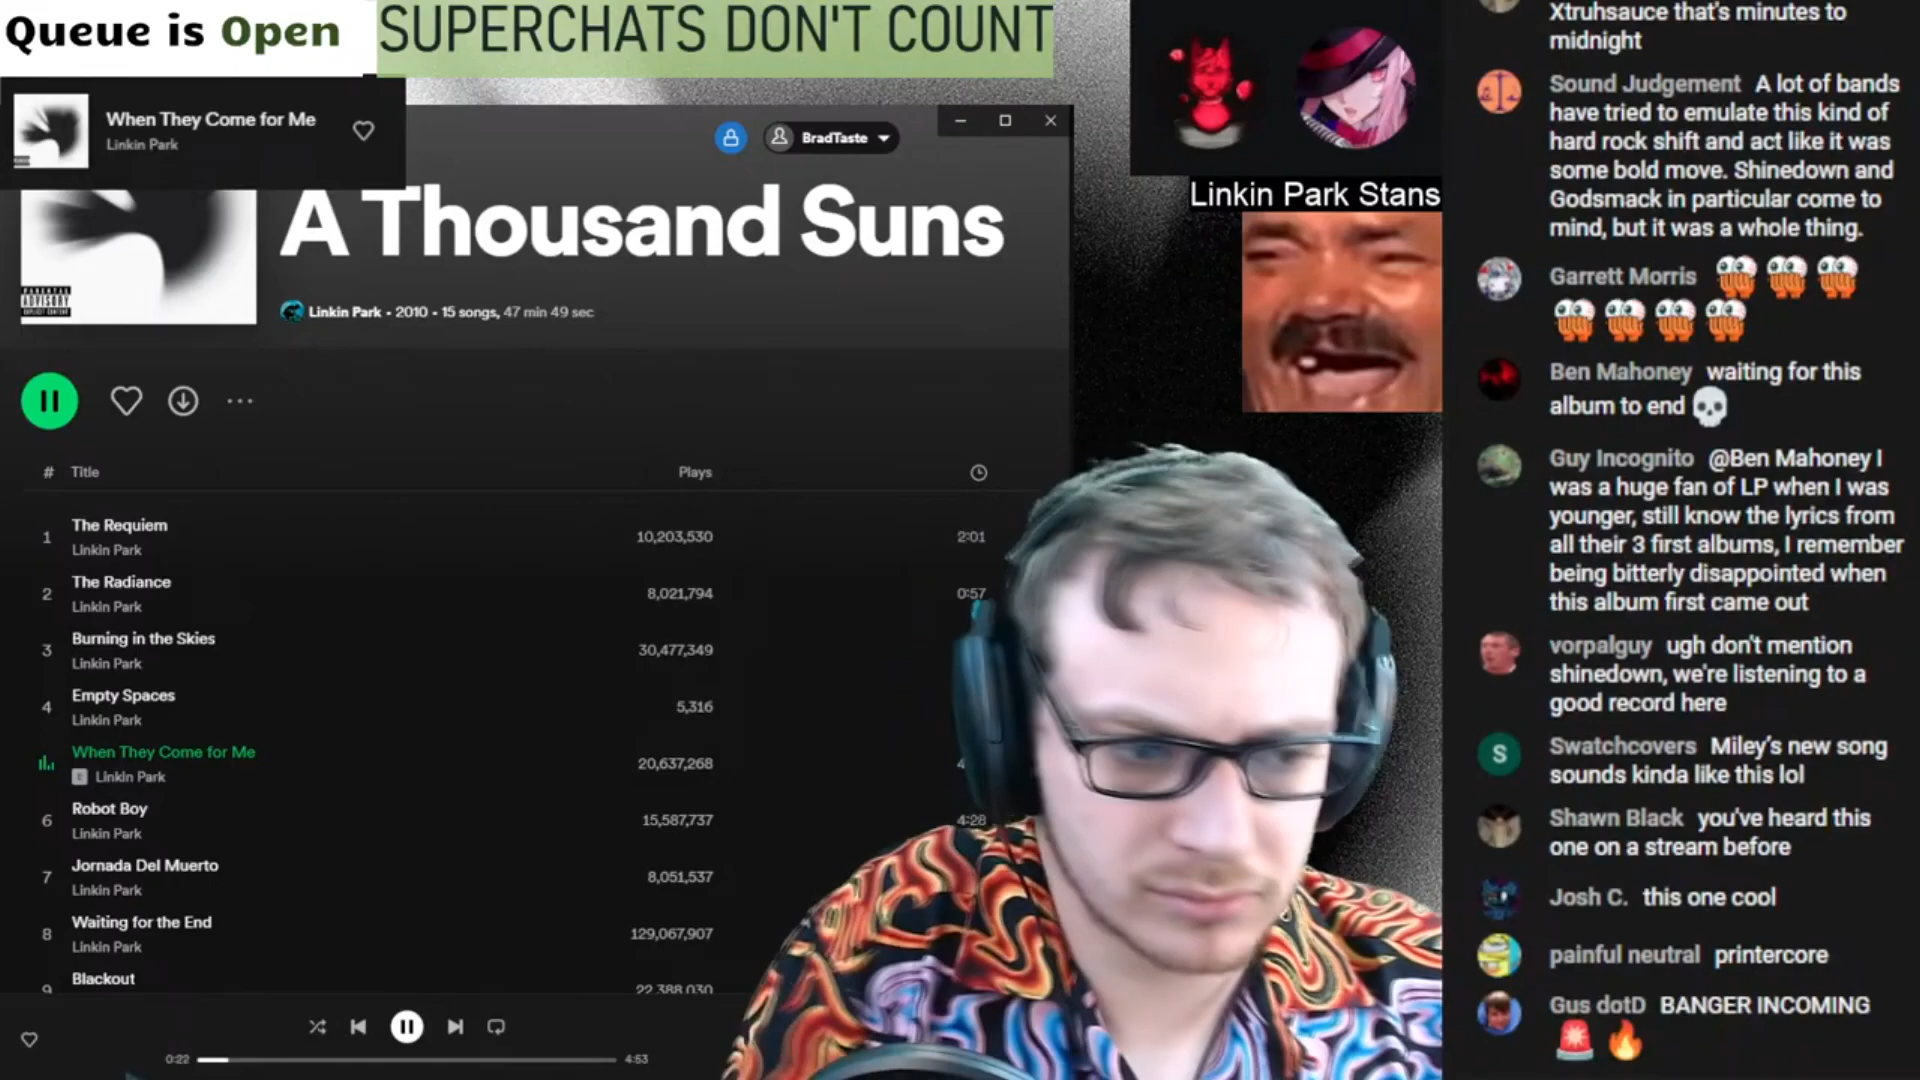 Queue is Open
SUPERCHATS DON'T COUNT
When They Come for Me
Linkin Park
BradTaste
A Thousand Suns
PARENTAL
ADVISORY
EXPLICIT CONTENT
Linkin Park • 2010 • 15 songs, 47 min 49 sec
# Title Plays
1 The Requiem 10,203,530 2:01
Linkin Park
2 The Radiance 8,021,794 0:57
Linkin Park
3 Burning in the Skies 30,477,349
Linkin Park
4 Empty Spaces 5,316
Linkin Park
When They Come for Me 20,637,268 4
E Linkin Park
6 Robot Boy 15,587,737 4:28
Linkin Park
7 Jornada Del Muerto 8,051,537
Linkin Park
8 Waiting for the End 129,067,907
Linkin Park
9 Blackout 22,388,030
0:22 4:53
Linkin Park Stans
Xtruhsauce that's minutes to
midnight
Sound Judgement A lot of bands
have tried to emulate this kind of
hard rock shift and act like it was
some bold move. Shinedown and
Godsmack in particular come to
mind, but it was a whole thing.
Garrett Morris
Ben Mahoney waiting for this
album to end
Guy Incognito @Ben Mahoney I
was a huge fan of LP when I was
younger, still know the lyrics from
all their 3 first albums, I remember
being bitterly disappointed when
this album first came out
vorpalguy ugh don't mention
shinedown, we're listening to a
good record here
S
Swatchcovers Miley's new song
sounds kinda like this lol
Shawn Black you've heard this
one on a stream before
Josh C. this one cool
painful neutral printercore
Gus dotD BANGER INCOMING